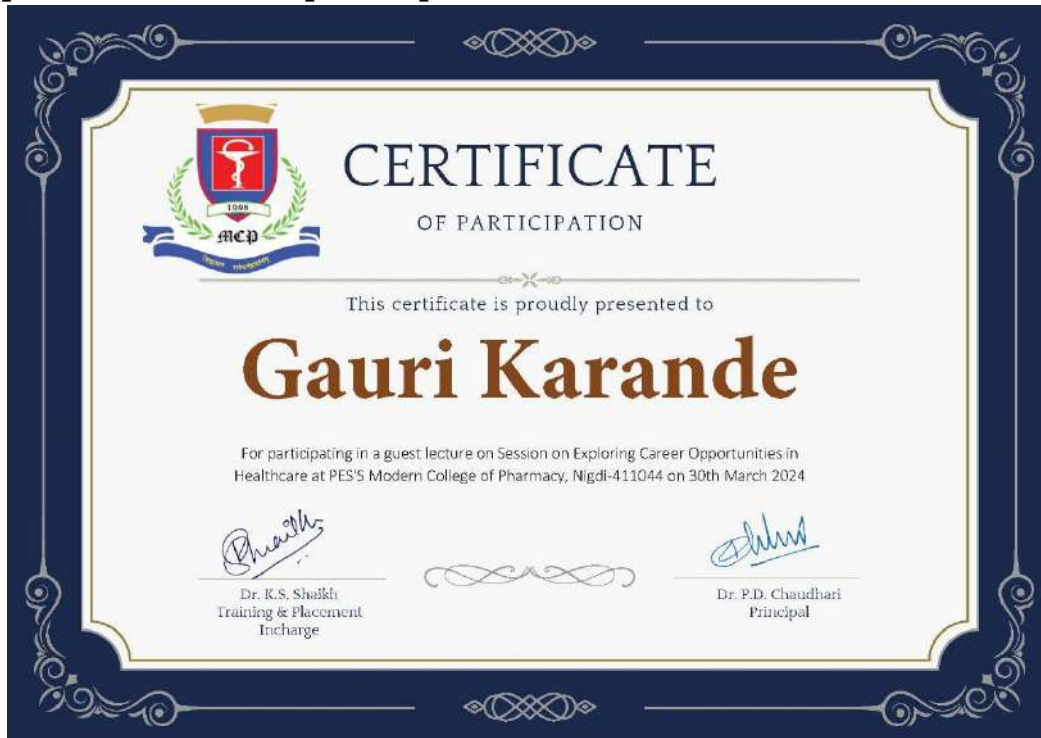 CERTIFICATE
OF PARTICIPATION
MCP
This certificate is proudly presented to
Gauri Karande
For participating in a guest lecture on Session on Exploring Career Opportunities in
Healthcare at PES'S Modern College of Pharmacy, Nigdi-411044 on 30th March 2024
Dr. K.S. Shaikh
Training & Placement
Incharge
Dr. P.D. Chaudhari
Principal